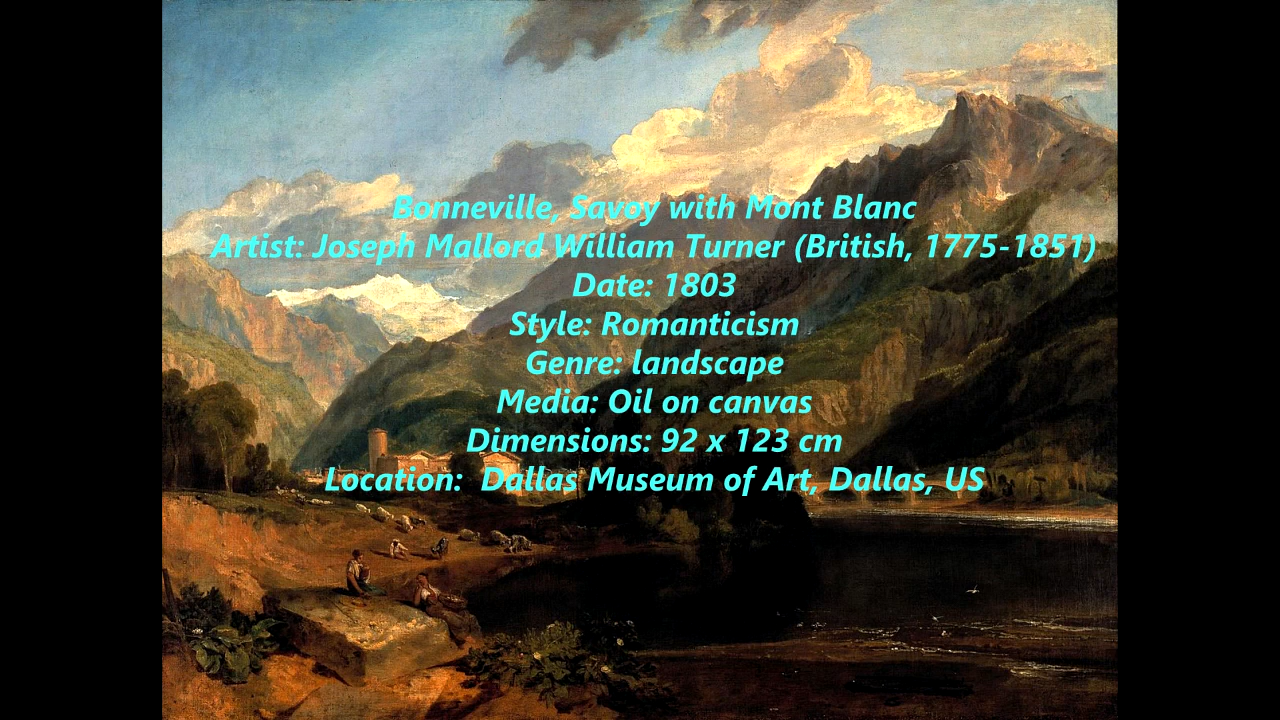 Bonneville, Savoy with Mont Blanc
Artist: Joseph Mallord William Turner (British, 1775-1851)
Date: 1803
Style: Romanticism
Genre: landscape
Media: Oil on canvas
Dimensions: 92 x 123 cm
Location:  Dallas Museum of Art, Dallas, US